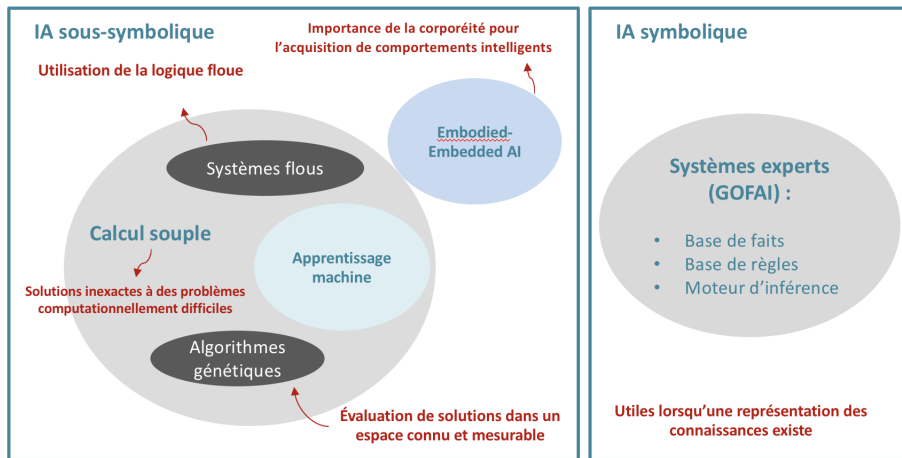 IA sous-symbolique
Importance de la corporéité pour
l'acquisition de comportements intelligents
Utilisation de la logique floue
Embodied-
Embedded AI
Systèmes flous
Calcul souple
Apprentissage
machine
Solutions inexactes à des problèmes
computationnellement difficiles
Algorithmes
génétiques
Évaluation de solutions dans un
espace connu et mesurable
IA symbolique
Systèmes experts
(GOFAI) :
• Base de faits
• Base de règles
• Moteur d'inférence
Utiles lorsqu'une représentation des
connaissances existe